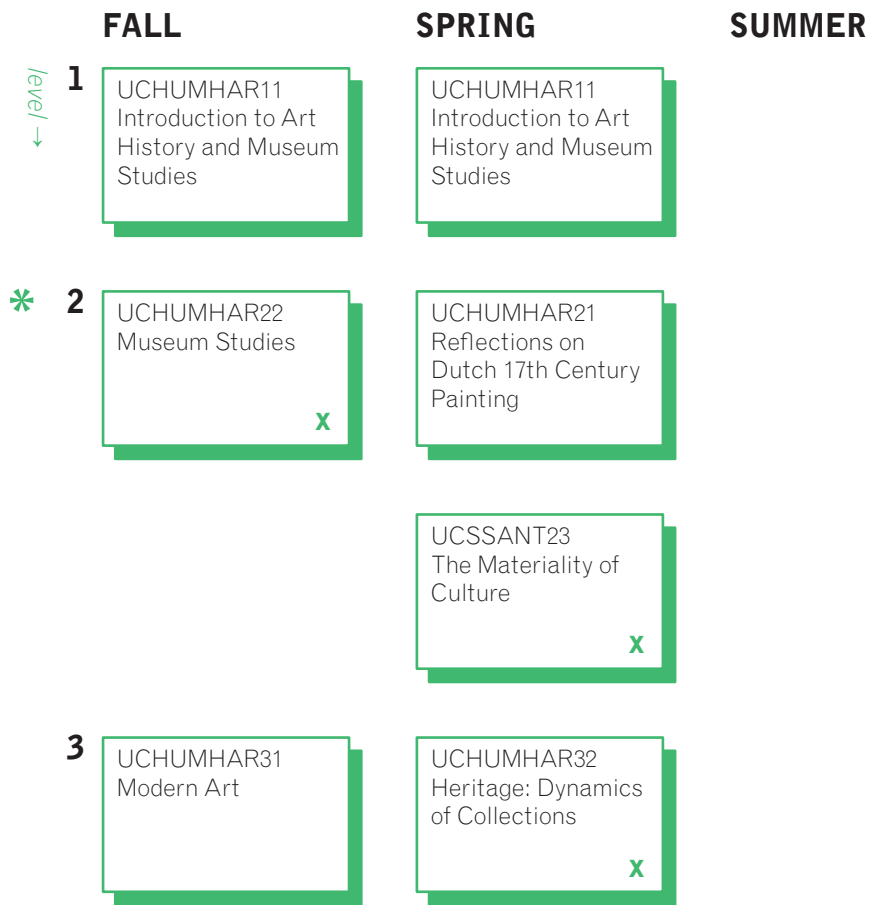 FALL
SPRING
SUMMER
level →
1
UCHUMHAR11
Introduction to Art
History and Museum
Studies
UCHUMHAR11
Introduction to Art
History and Museum
Studies
* 2
UCHUMHAR22
Museum Studies
x
UCHUMHAR21
Reflections on
Dutch 17th Century
Painting
UCSSANT23
The Materiality of
Culture
x
3
UCHUMHAR31
Modern Art
UCHUMHAR32
Heritage: Dynamics
of Collections
x